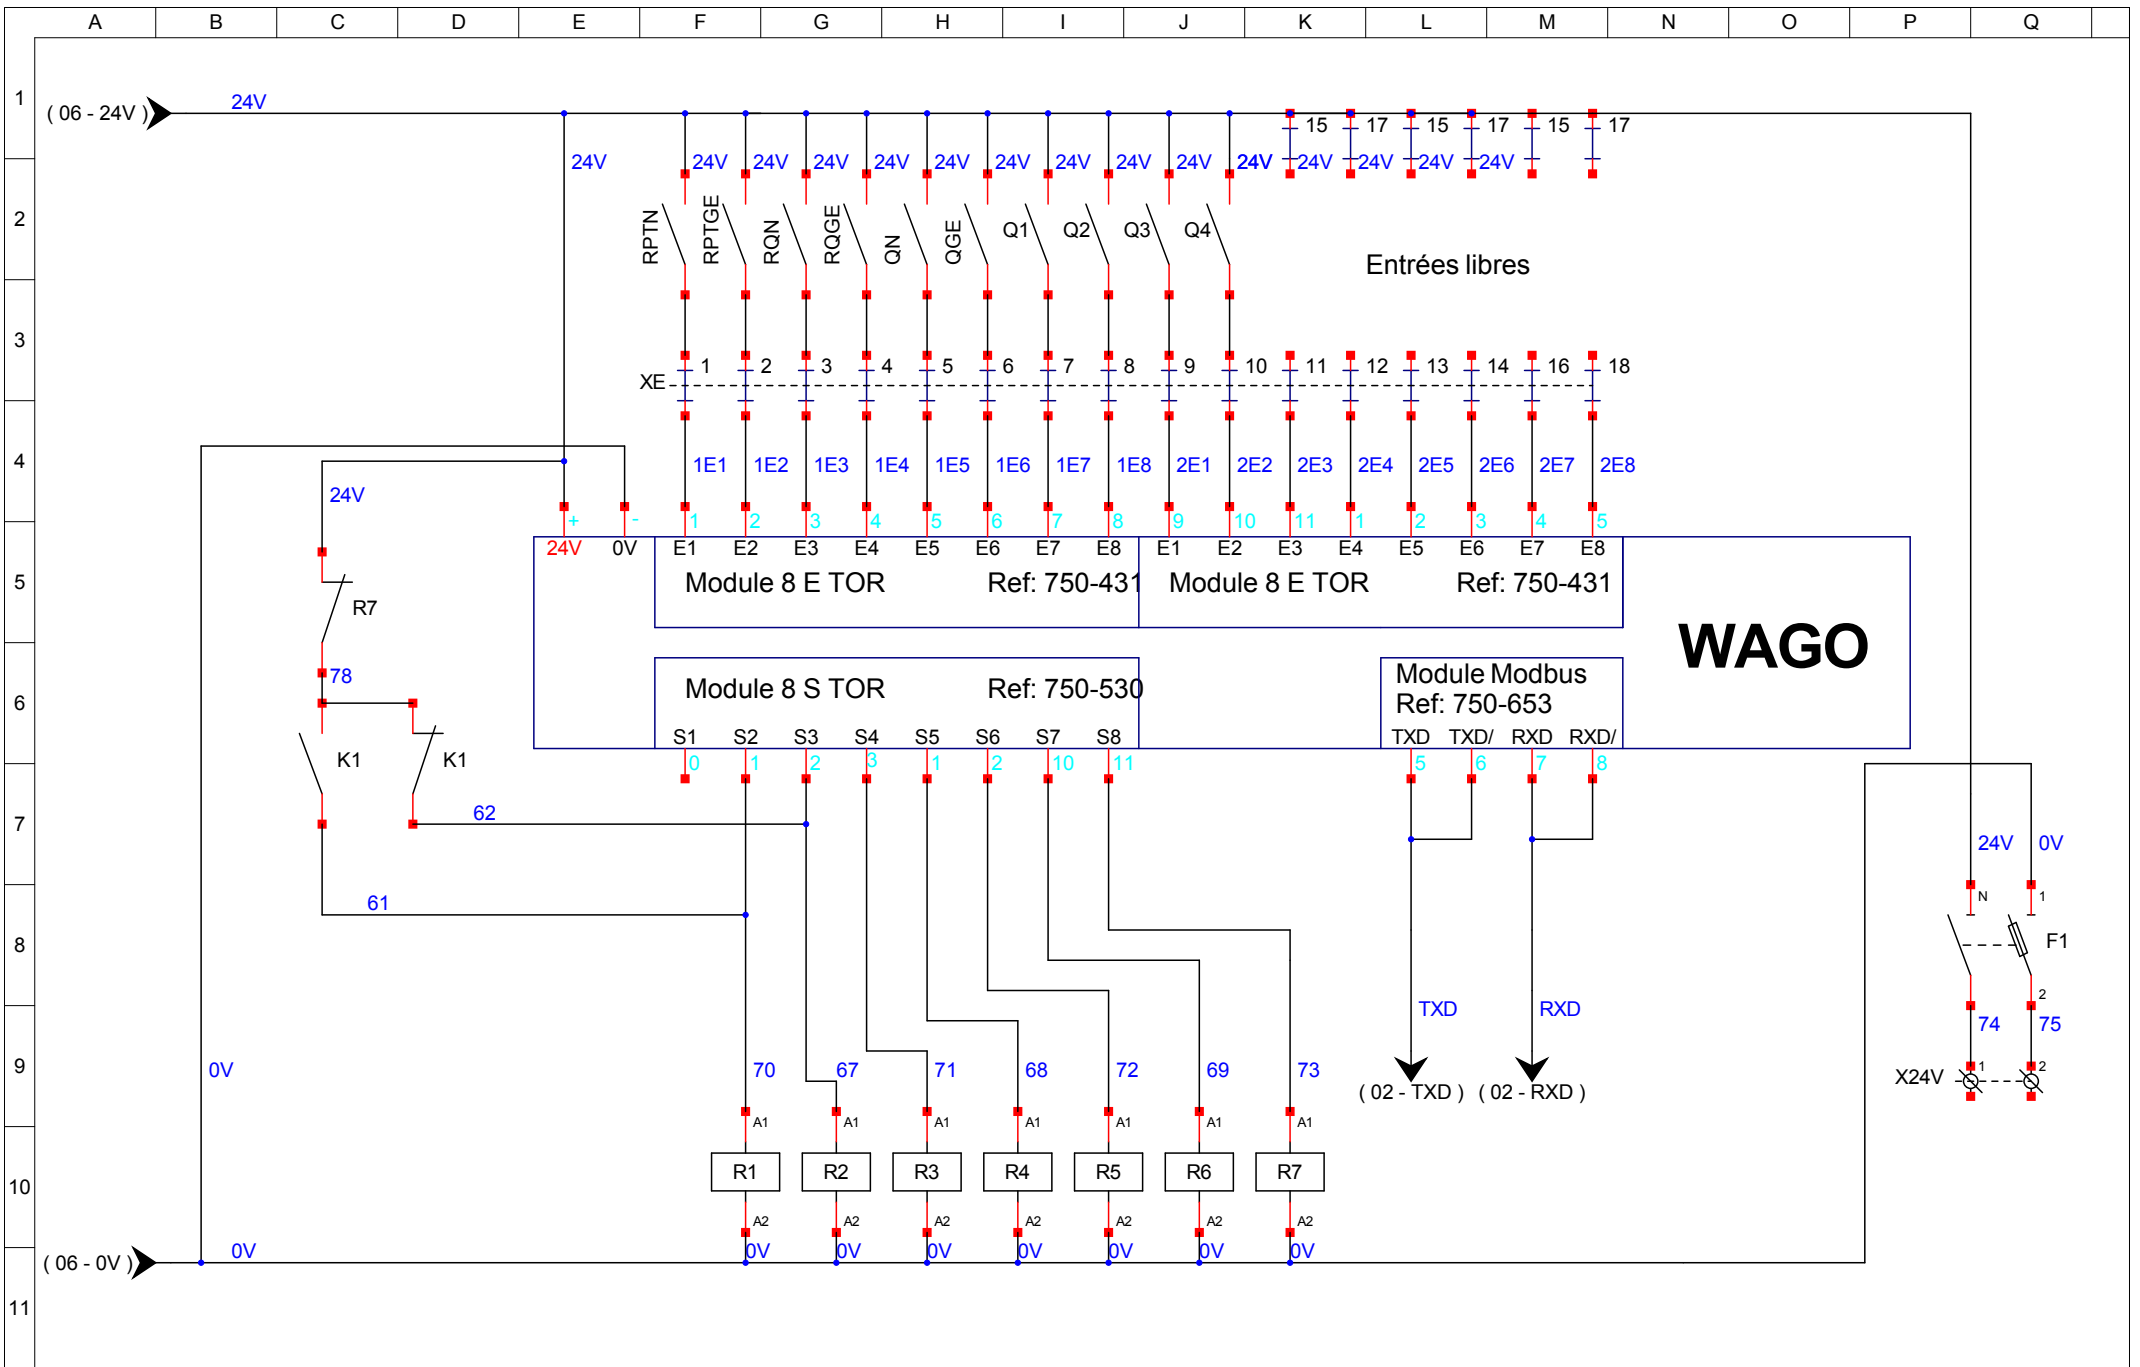 A B C D E F G H I J K L M N O P Q
1
( 06 - 24V )
24V
15 17 15 17 15 17
24V 24V 24V 24V 24V 24V 24V 24V 24V 24V 24V 24V 24V 24V 24V
2
RPTN RPTGE RQN RQGE QN QGE Q1 Q2 Q3 Q4
Entrées libres
3
XE 1 2 3 4 5 6 7 8 9 10 11 12 13 14 16 18
4
1E1 1E2 1E3 1E4 1E5 1E6 1E7 1E8 2E1 2E2 2E3 2E4 2E5 2E6 2E7 2E8
24V
+ - 1 2 3 4 5 6 7 8 9 10 11 1 2 3 4 5
24V 0V E1 E2 E3 E4 E5 E6 E7 E8 E1 E2 E3 E4 E5 E6 E7 E8
5
Module 8 E TOR Ref: 750-431 Module 8 E TOR Ref: 750-431
R7
WAGO
78
6
Module 8 S TOR Ref: 750-530
Module Modbus
Ref: 750-653
S1 S2 S3 S4 S5 S6 S7 S8 TXD TXD/ RXD RXD/
K1 K1
0 1 2 3 1 2 10 11 5 6 7 8
7
62
24V 0V
61
N 1
8
F1
2
TXD RXD
74 75
9
0V
70 67 71 68 72 69 73
X24V 1 2
( 02 - TXD ) ( 02 - RXD )
A1 A1 A1 A1 A1 A1 A1
10
R1 R2 R3 R4 R5 R6 R7
A2 A2 A2 A2 A2 A2 A2
0V 0V 0V 0V 0V 0V 0V 0V
( 06 - 0V )
11